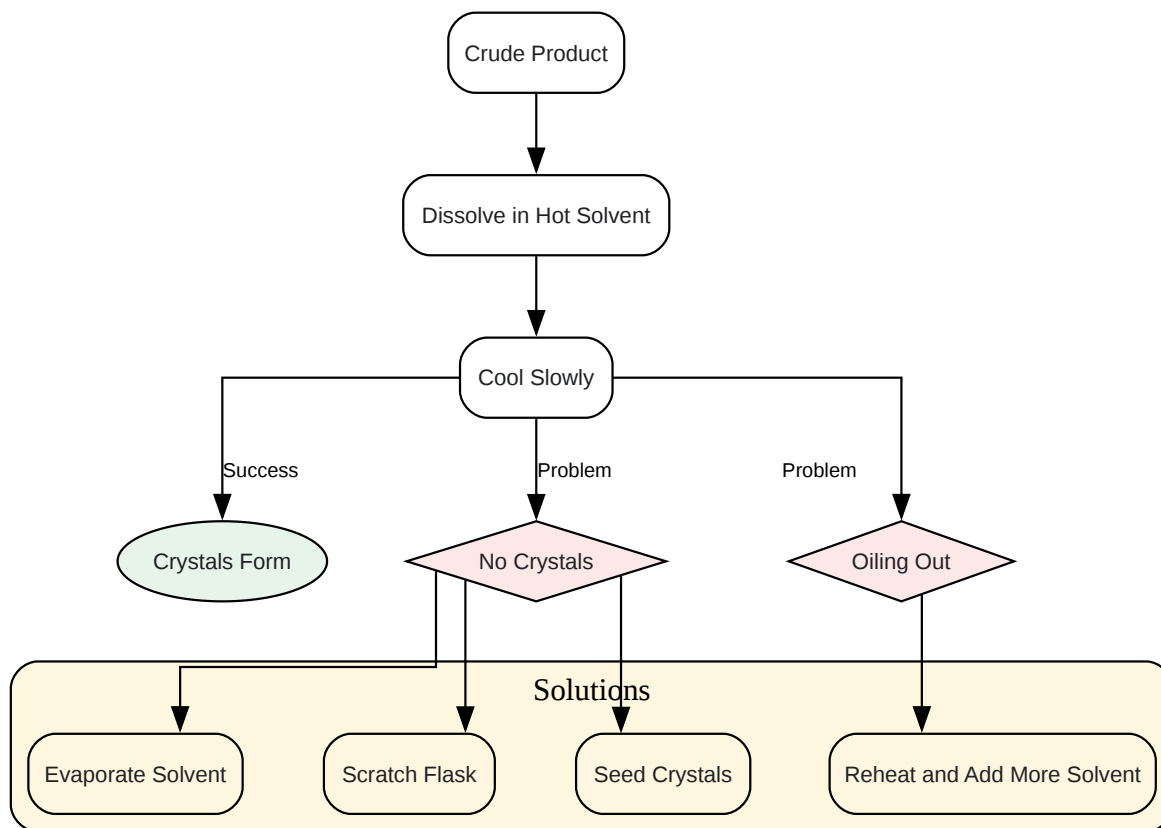 Crude Product
Dissolve in Hot Solvent
Cool Slowly
Success
Problem
Problem
Crystals Form
No Crystals
Oiling Out
Solutions
Evaporate Solvent
Scratch Flask
Seed Crystals
Reheat and Add More Solvent